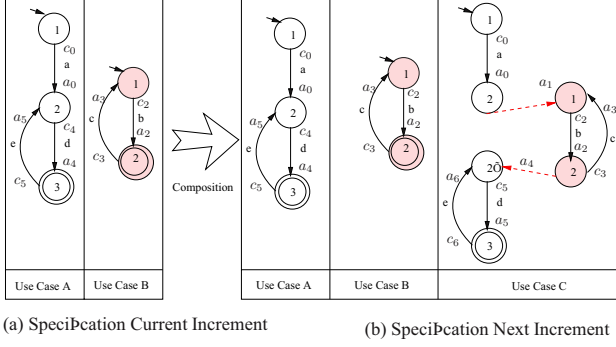 1
c0
a
a0
2
a5
c4
e
d
a4
c5
3
Use Case A
1
a3
c2
c
b
a2
c3
2
Use Case B
Composition
1
c0
a
a0
2
a5
c4
e
d
a4
c5
3
Use Case A
1
a3
c2
c
b
a2
c3
2
Use Case B
1
c0
a
a0
2
a1
1
a3
c2
b
c
a2
c3
2
a4
2Õ
a6
c5
e
d
a5
c6
3
Use Case C
(a) SpeciÞcation Current Increment
(b) SpeciÞcation Next Increment